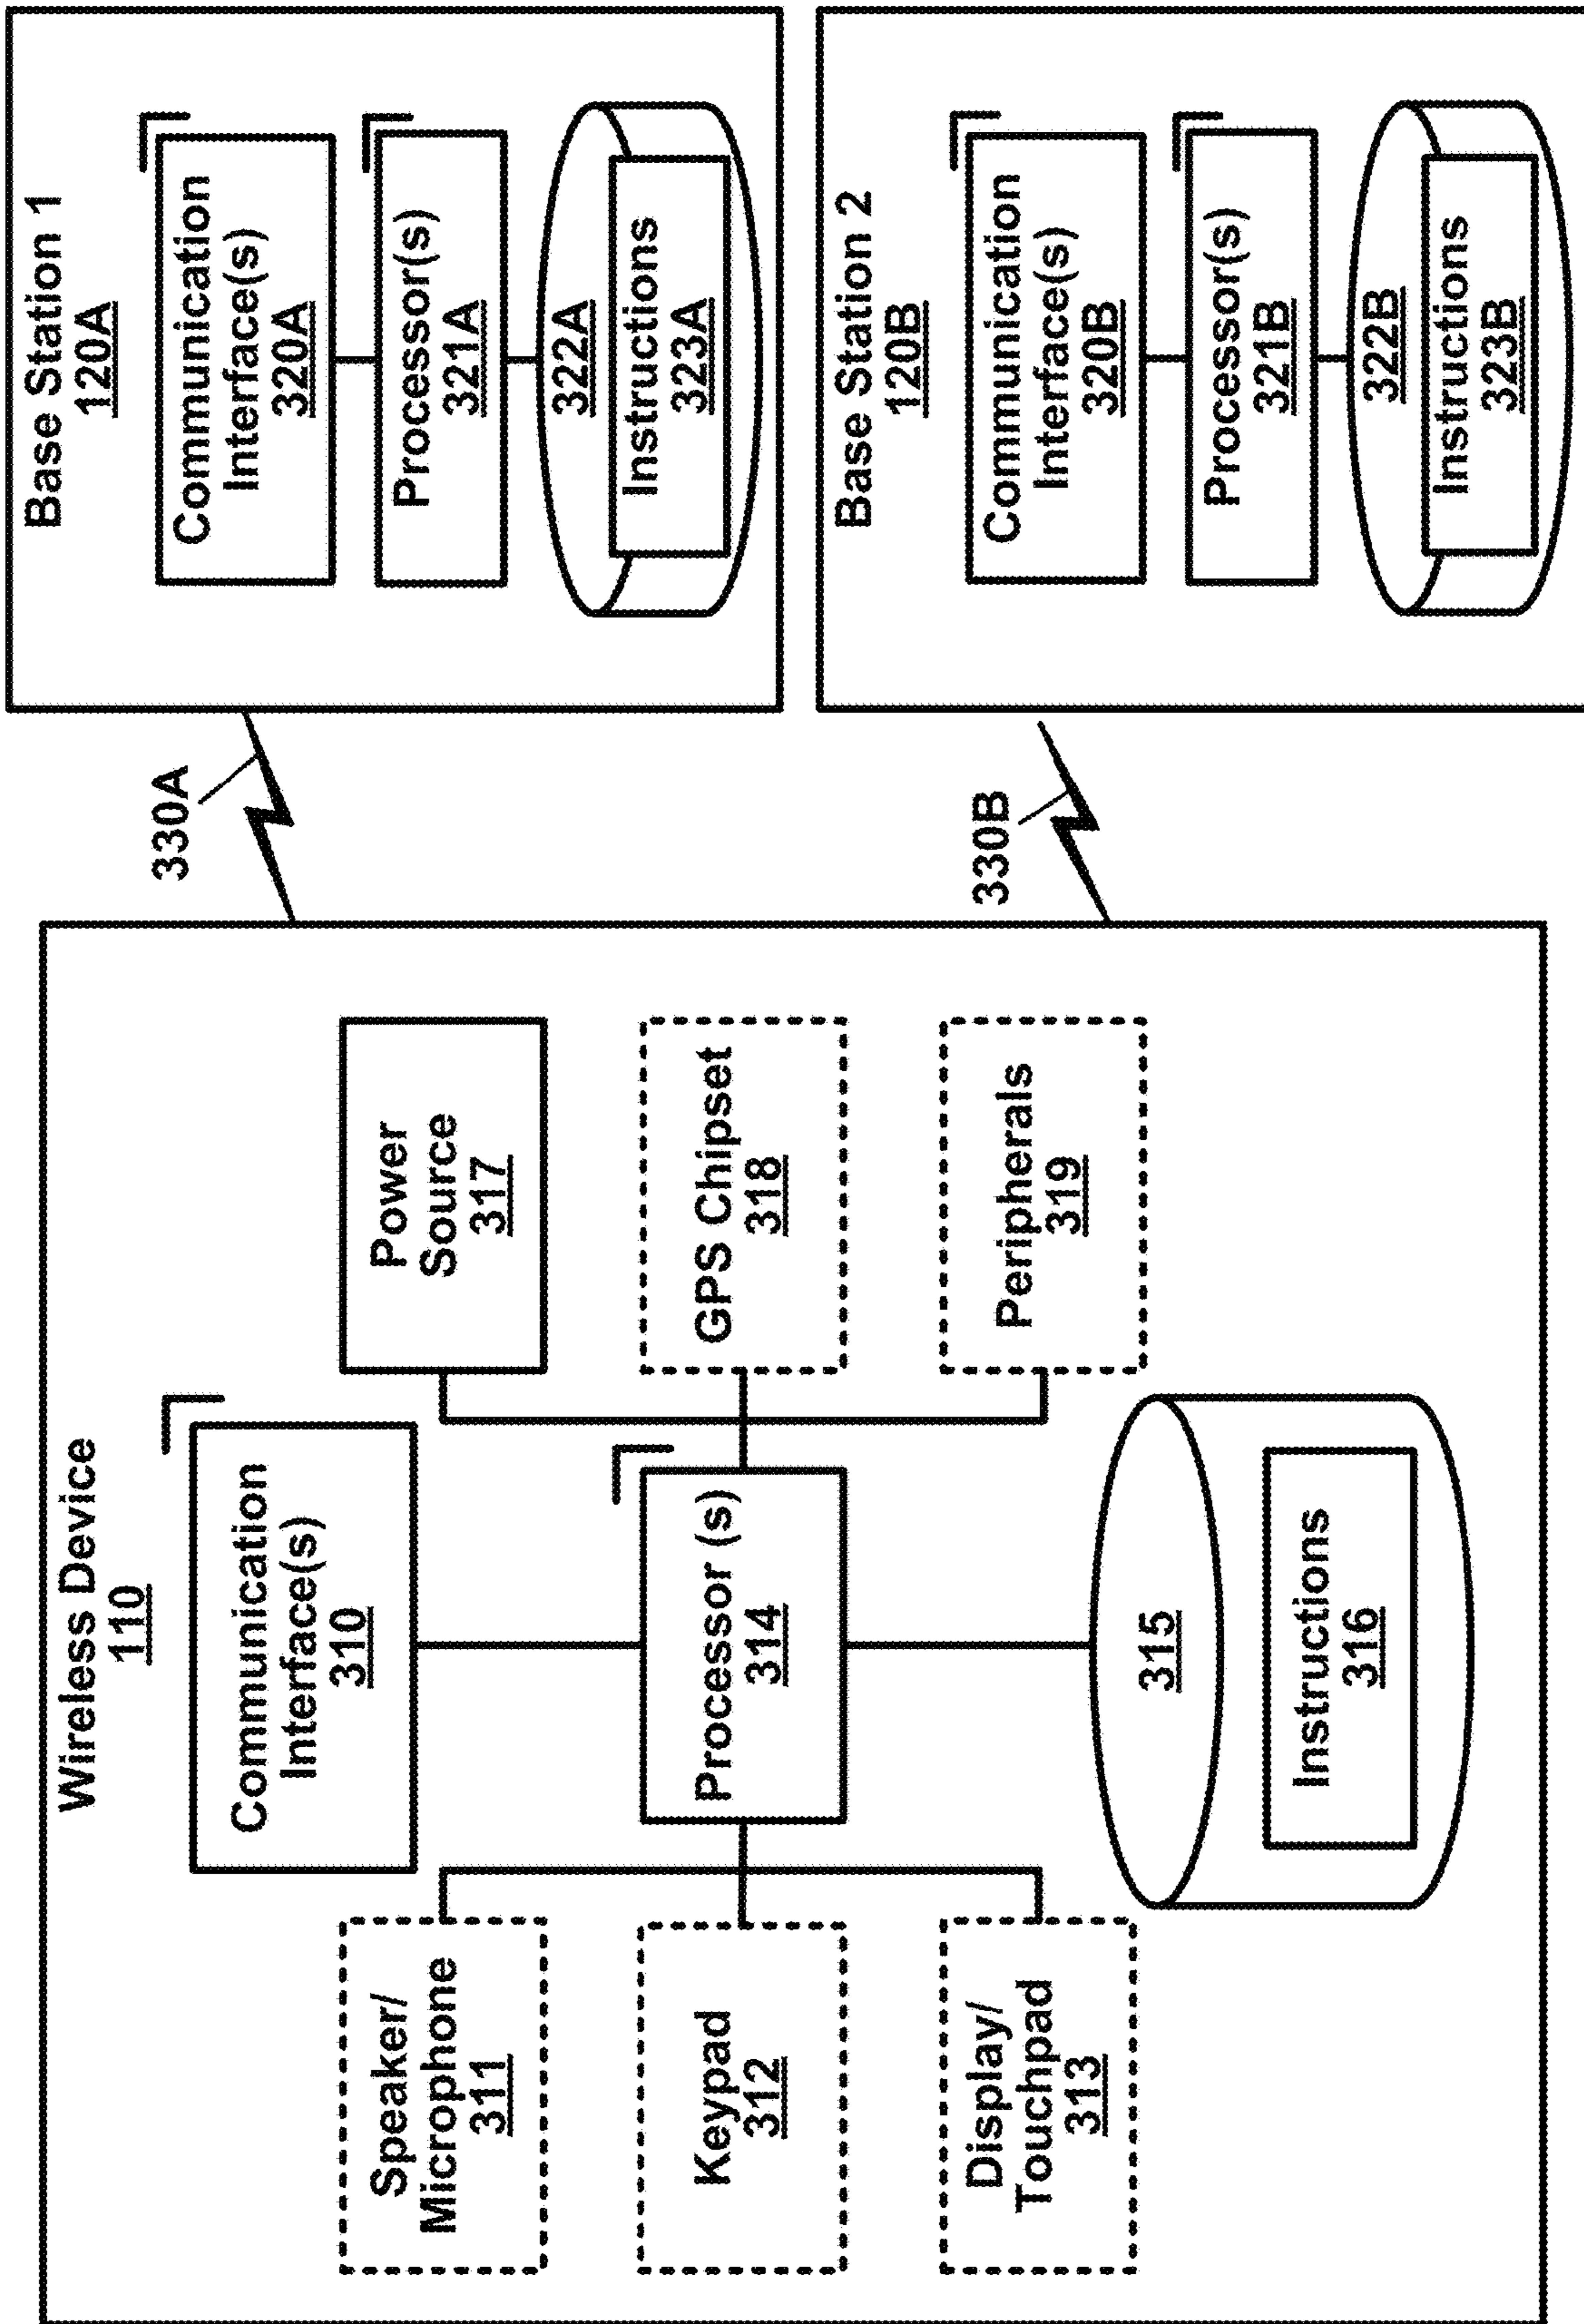 Wireless Device
110
Communication
Interface(s)
310
Speaker/
Microphone
311
Power
Source
317
Keypad
312
Processor (s)
314
GPS Chipset
318
Display/
Touchpad
313
Peripherals
319
315
Instructions
316
330A
330B
Base Station 1
120A
Communication
Interface(s)
320A
Processor(s)
321A
322A
Instructions
323A
Base Station 2
120B
Communication
Interface(s)
320B
Processor(s)
321B
322B
Instructions
323B